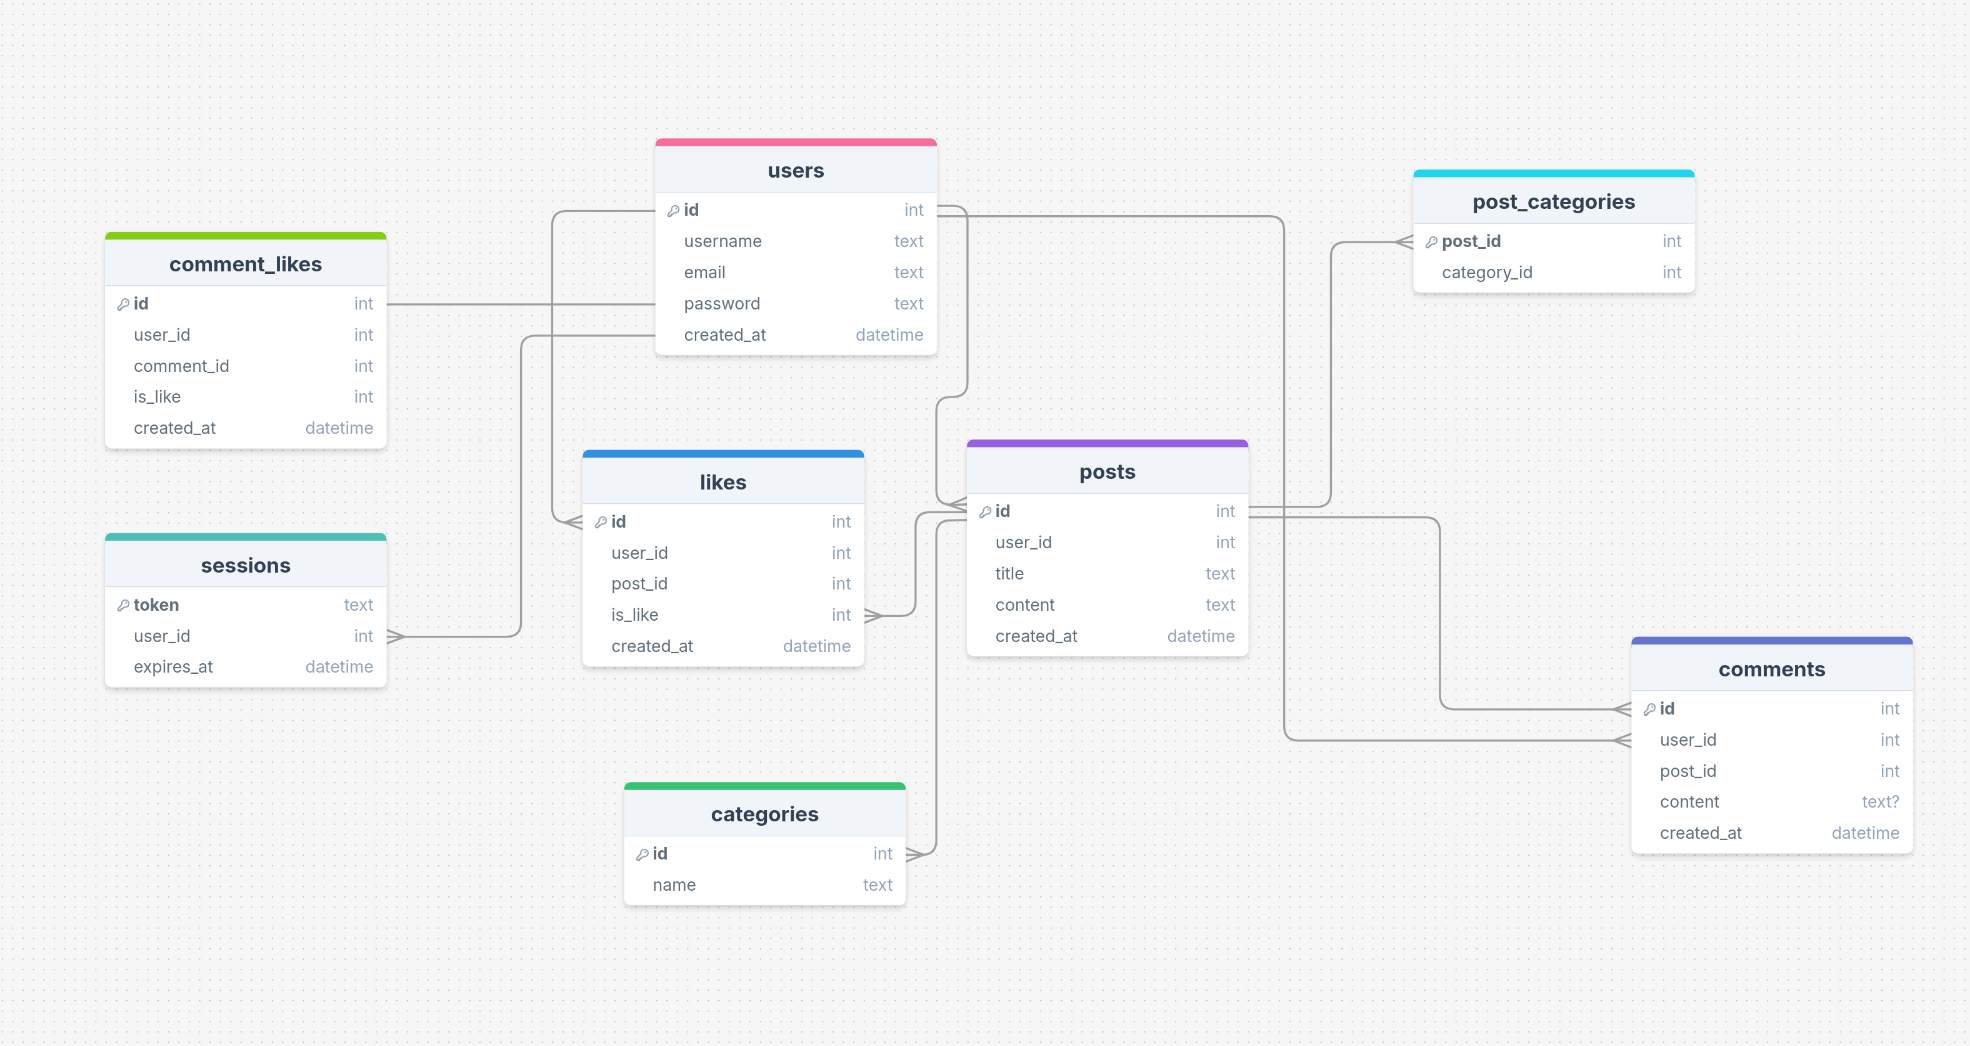 users
id int
username text
email text
password text
created_at datetime
post_categories
post_id int
category_id int
comment_likes
id int
user_id int
comment_id int
is_like int
created_at datetime
likes
id int
user_id int
post_id int
is_like int
created_at datetime
posts
id int
user_id int
title text
content text
created_at datetime
sessions
token text
user_id int
expires_at datetime
comments
id int
user_id int
post_id int
content text?
created_at datetime
categories
id int
name text